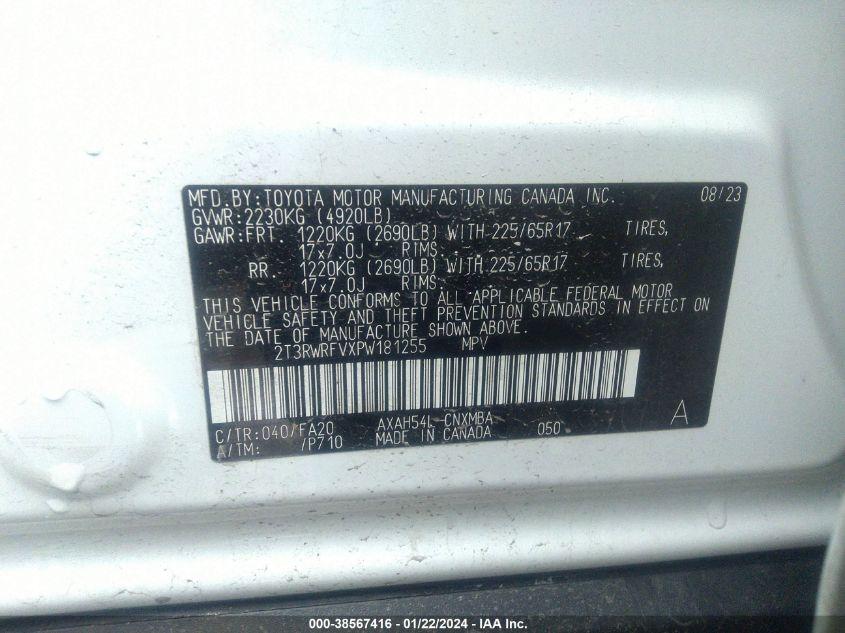 MFD.BY:TOYOTA MOTOR MANUFACTURING CANADA INC. 08/23
GVWR:2230KG (4920LB)
GAWR:FRT. 1220KG (2690LB) WITH 225/65R17 TIRES,
17x7.0J RIMS,
RR. 1220KG (2690LB) WITH 225/65R17 TIRES,
17x7.0J RIMS.
THIS VEHICLE CONFORMS TO ALL APPLICABLE FEDERAL MOTOR
VEHICLE SAFETY AND THEFT PREVENTION STANDARDS IN EFFECT ON
THE DATE OF MANUFACTURE SHOWN ABOVE.
2T3RWRFVXPW181255 MPV
C/TR:040/FA20 AXAH54L-CNXMBA A
A/TM: /P710 MADE IN CANADA 050
000-38567416 - 01/22/2024 - IAA Inc.